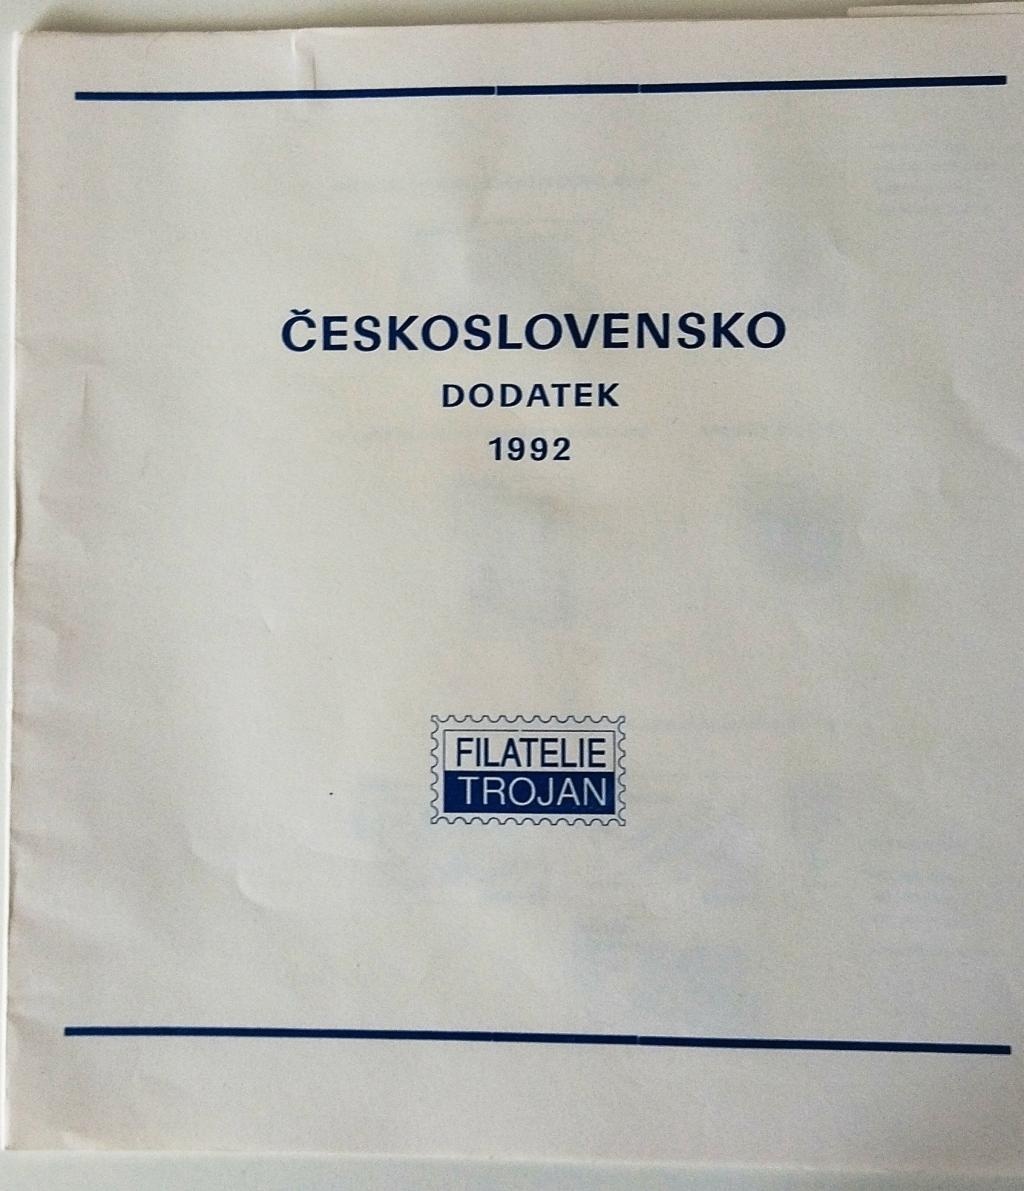 ČESKOSLOVENSKO
DODATEK
1992
FILATELIE
TROJAN